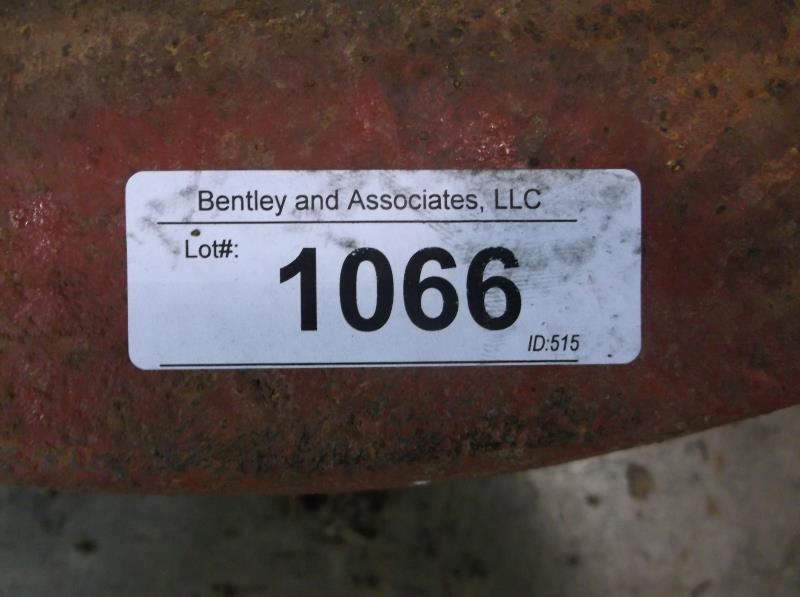 Bentley and Associates, LLC
Lot#:
1066
ID:515